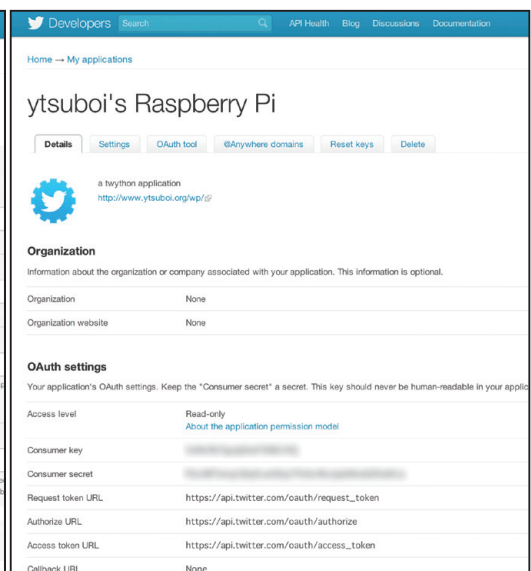 Developers Search API Health Blog Discussions Documentation
Home → My applications
ytsuboi's Raspberry Pi
Details Settings OAuth tool @Anywhere domains Reset keys Delete
a twython application
http://www.ytsuboi.org/wp/
Organization
Information about the organization or company associated with your application. This information is optional.
Organization None
Organization website None
OAuth settings
Your application's OAuth settings. Keep the "Consumer secret" a secret. This key should never be human-readable in your applic
Access level Read-only
About the application permission model
Consumer key
Consumer secret
Request token URL https://api.twitter.com/oauth/request_token
Authorize URL https://api.twitter.com/oauth/authorize
Access token URL https://api.twitter.com/oauth/access_token
Callback URL None